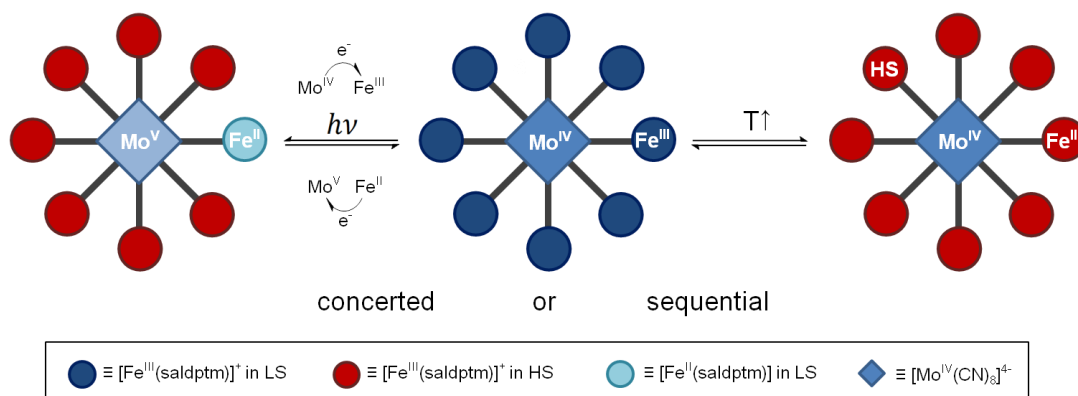 e-
Mo^IV Fe^III
hν
Mo^V Fe^II
e-
Mo^V
Fe^II
Mo^IV
Fe^III
T↑
HS
Mo^IV
Fe^II
concerted or sequential
≡ [Fe^III(saldptm)]^+ in LS
≡ [Fe^III(saldptm)]^+ in HS
≡ [Fe^II(saldptm)] in LS
≡ [Mo^IV(CN)_8]^4-